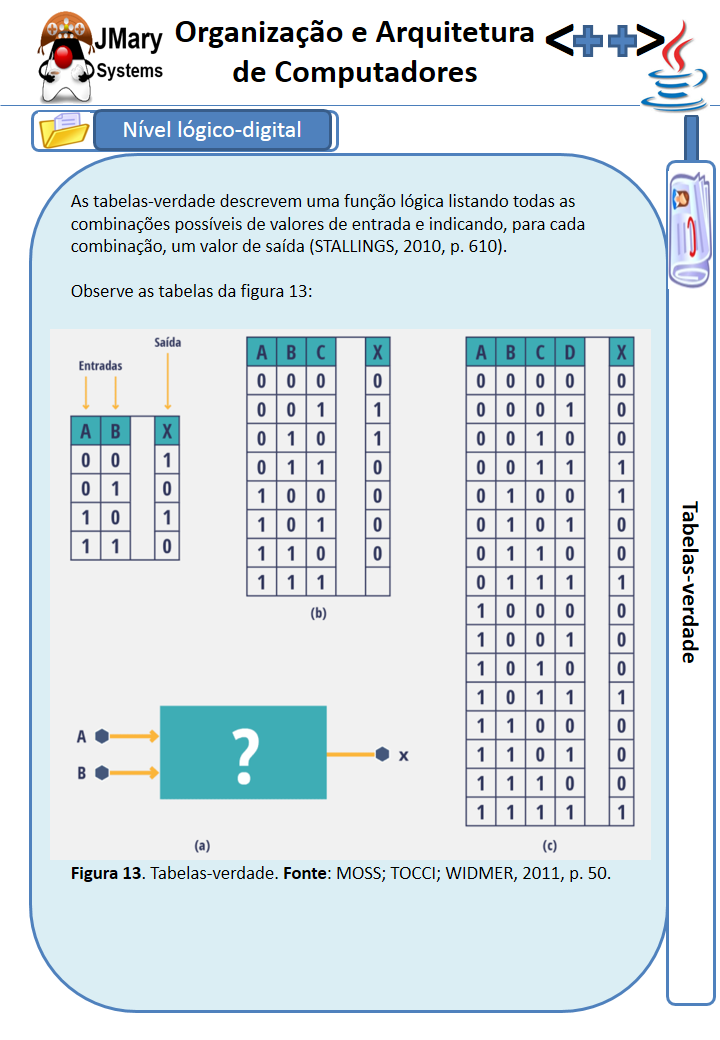 JMary
Systems
Organização e Arquitetura
de Computadores
<++>
Nível lógico-digital
As tabelas-verdade descrevem uma função lógica listando todas as
combinações possíveis de valores de entrada e indicando, para cada
combinação, um valor de saída (STALLINGS, 2010, p. 610).
Observe as tabelas da figura 13:
Saída
Entradas
A B X
0 0 1
0 1 0
1 0 1
1 1 0
A B C X
0 0 0 0
0 0 1 1
0 1 0 1
0 1 1 0
1 0 0 0
1 0 1 0
1 1 0 0
1 1 1
(b)
A B C D X
0 0 0 0 0
0 0 0 1 0
0 0 1 0 0
0 0 1 1 1
0 1 0 0 1
0 1 0 1 0
0 1 1 0 0
0 1 1 1 1
1 0 0 0 0
1 0 0 1 0
1 0 1 0 0
1 0 1 1 1
1 1 0 0 0
1 1 0 1 0
1 1 1 0 0
1 1 1 1 1
(c)
A
B
?
x
(a)
Figura 13. Tabelas-verdade. Fonte: MOSS; TOCCI; WIDMER, 2011, p. 50.
Tabelas-verdade